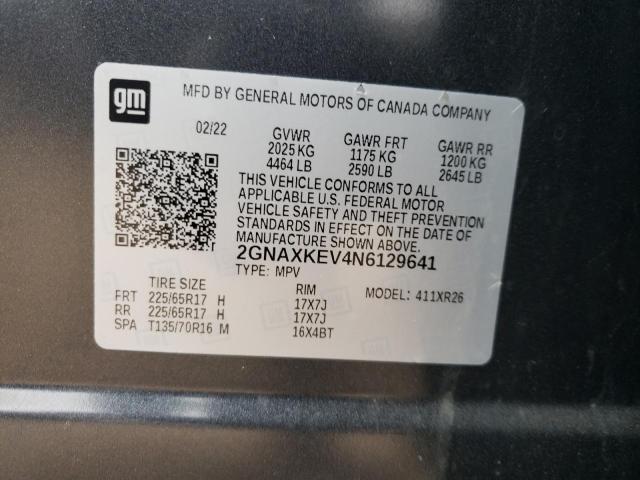 gm
MFD BY GENERAL MOTORS OF CANADA COMPANY
02/22 GVWR GAWR FRT GAWR RR
2025 KG 1175 KG 1200 KG
4464 LB 2590 LB 2645 LB
THIS VEHICLE CONFORMS TO ALL
APPLICABLE U.S. FEDERAL MOTOR
VEHICLE SAFETY AND THEFT PREVENTION
STANDARDS IN EFFECT ON THE DATE OF
MANUFACTURE SHOWN ABOVE.
2GNAXKEV4N6129641
TYPE: MPV
TIRE SIZE RIM MODEL: 411XR26
FRT 225/65R17 H 17X7J
RR 225/65R17 H 17X7J
SPA T135/70R16 M 16X4BT